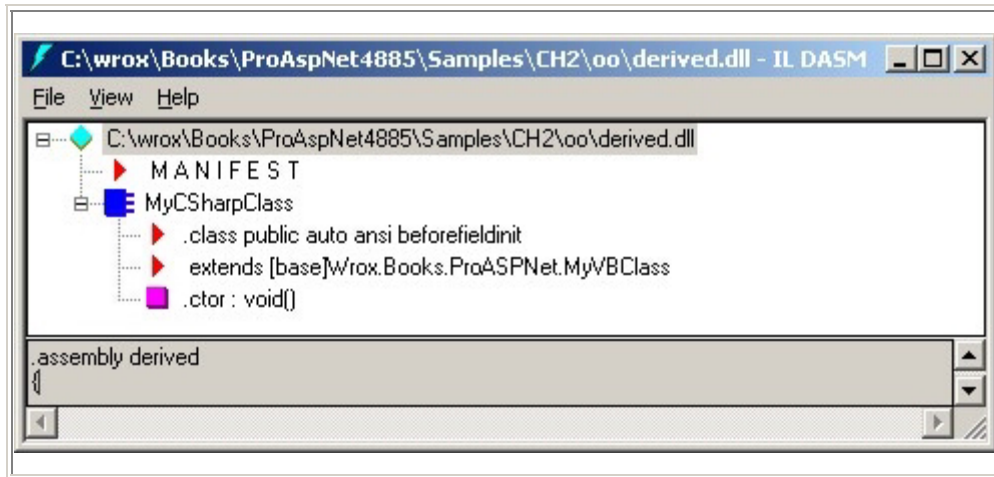 C:\wrox\Books\ProAspNet4885\Samples\CH2\oo\derived.dll - IL DASM
File View Help
C:\wrox\Books\ProAspNet4885\Samples\CH2\oo\derived.dll
M A N I F E S T
MyCSharpClass
.class public auto ansi beforefieldinit
extends [base]Wrox.Books.ProASPNet.MyVBClass
.ctor : void()
.assembly derived
{